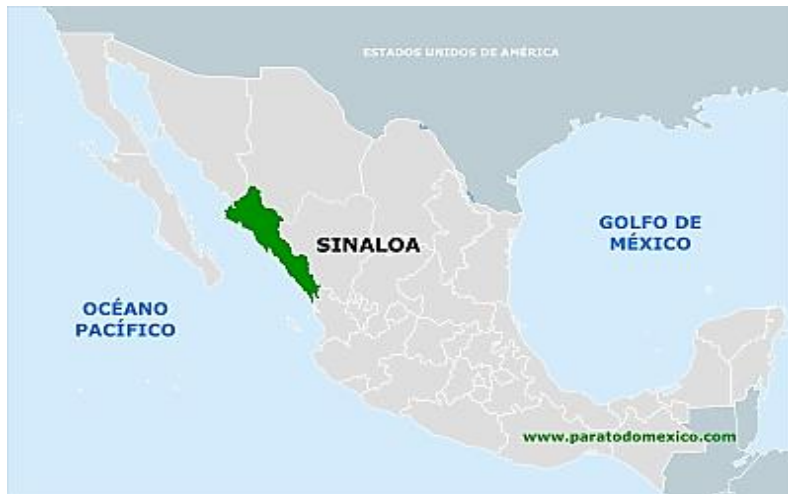 ESTADOS UNIDOS DE AMÉRICA
GOLFO DE
MÉXICO
SINALOA
OCÉANO
PACÍFICO
www.paratodomexico.com